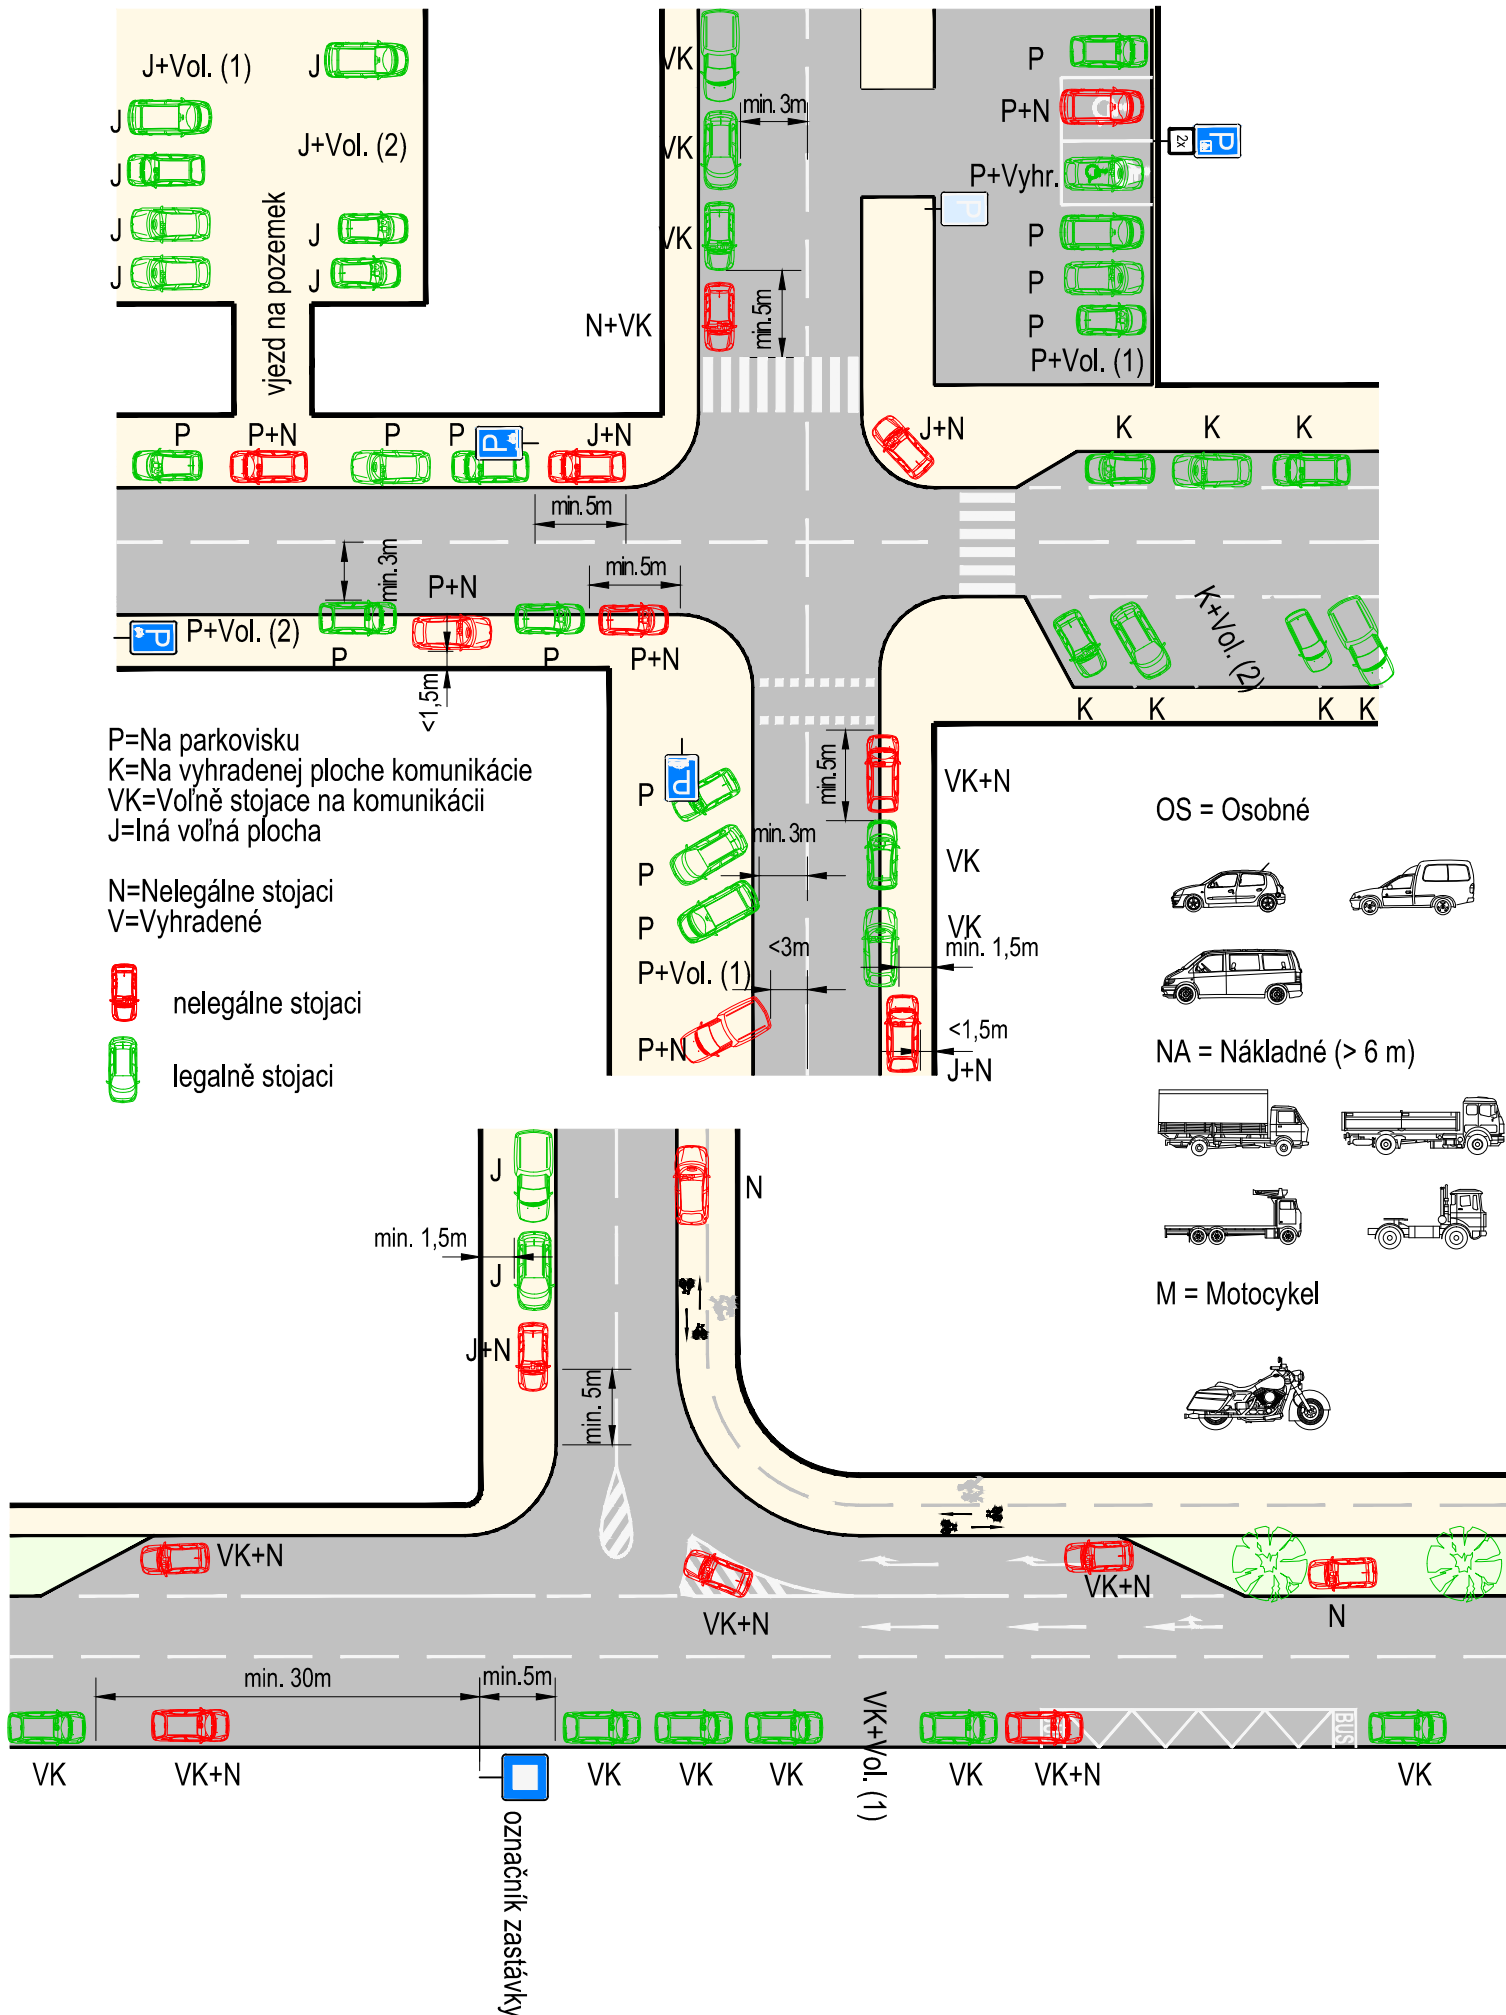 J+Vol. (1)
J
VK
min. 3m
P
P+N
2x
P
J
J+Vol. (2)
VK
J
P+Vyhr.
P
J
J
VK
P
J
J
P
vjezd na pozemek
N+VK
min. 5m
P
P+Vol. (1)
P
P+N
P
P
P
J+N
J+N
K
K
K
min. 5m
min. 3m
P+N
min. 5m
P
P+Vol. (2)
P
P
P+N
<1,5m
K+Vol. (2)
K
K
K
K
P=Na parkovisku
K=Na vyhradenej ploche komunikácie
VK=Voľně stojace na komunikácii
J=Iná voľná plocha
N=Nelegálne stojaci
V=Vyhradené
nelegálne stojaci
legalně stojaci
P
P
min. 5m
VK+N
min. 3m
P
VK
P
VK
<3m
min. 1,5m
P+Vol. (1)
P+N
<1,5m
J+N
OS = Osobné
NA = Nákladné (> 6 m)
M = Motocykel
J
N
min. 1,5m
J
J+N
min. 5m
VK+N
VK+N
VK+N
N
min. 30m
min.5m
BUS
VK
VK+N
VK
VK
VK
VK+Vol. (1)
VK
VK+N
VK
označník zastávky